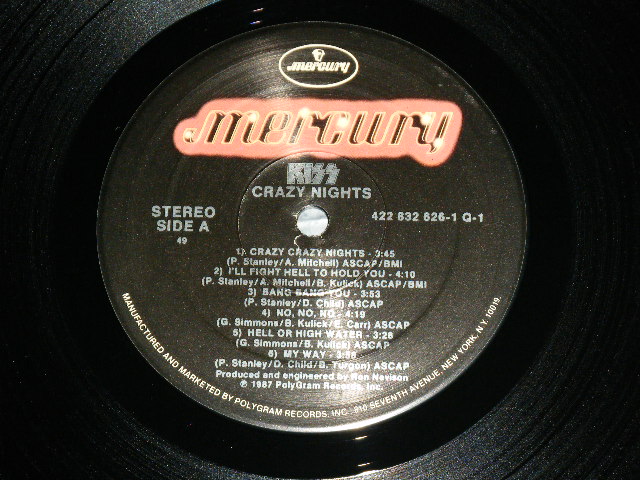 mercury
mercury
KISS
CRAZY NIGHTS
STEREO
SIDE A
49
422 832 626-1 Q-1
1) CRAZY CRAZY NIGHTS - 3:45
(P. Stanley/A. Mitchell) ASCAP/BMI
2) I'LL FIGHT HELL TO HOLD YOU - 4:10
(P. Stanley/A. Mitchell/B. Kulick) ASCAP/BMI
3) BANG BANG YOU - 3:53
(P. Stanley/D. Child) ASCAP
4) NO, NO, NO - 4:19
(G. Simmons/B. Kulick/E. Carr) ASCAP
5) HELL OR HIGH WATER - 3:28
(G. Simmons/B. Kulick) ASCAP
6) MY WAY - 3:58
(P. Stanley/D. Child/B. Turgon) ASCAP
Produced and engineered by Ron Nevison
℗ 1987 PolyGram Records, Inc.
MANUFACTURED AND MARKETED BY POLYGRAM RECORDS, INC. 810 SEVENTH AVENUE, NEW YORK, N.Y. 10019.